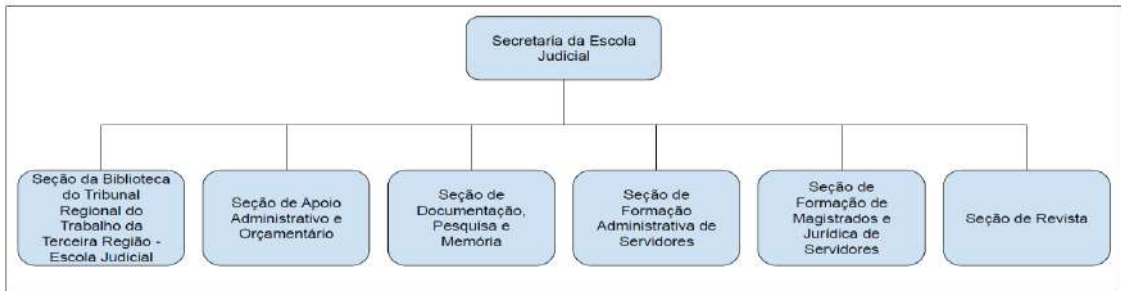 Secretaria da Escola
Judicial
Seção da Biblioteca
do Tribunal
Regional do
Trabalho da
Terceira Região -
Escola Judicial
Seção de Apoio
Administrativo e
Orçamentário
Seção de
Documentação,
Pesquisa e
Memória
Seção de
Formação
Administrativa de
Servidores
Seção de
Formação de
Magistrados e
Jurídica de
Servidores
Seção de Revista